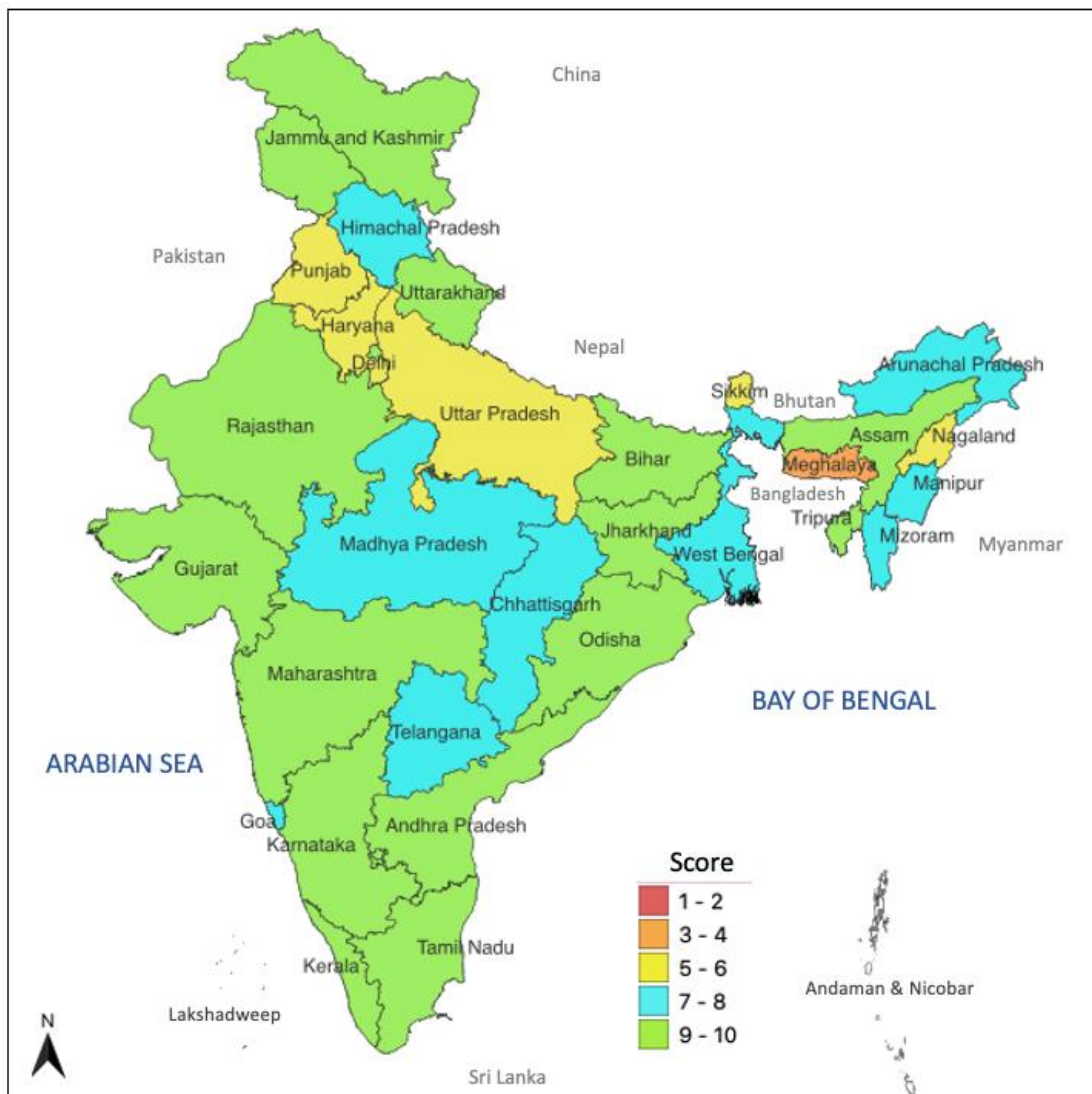 China
Jammu and Kashmir
Himachal Pradesh
Pakistan
Punjab
Uttarakhand
Haryana
Nepal
Delhi
Arunachal Pradesh
Sikkim
Bhutan
Uttar Pradesh
Rajasthan
Assam
Nagaland
Bihar
Meghalaya
Manipur
Bangladesh
Tripura
Jharkhand
Mizoram
Myanmar
Madhya Pradesh
West Bengal
Gujarat
Chhattisgarh
Odisha
Maharashtra
BAY OF BENGAL
Telangana
ARABIAN SEA
Goa
Andhra Pradesh
Karnataka
Score
1 - 2
3 - 4
5 - 6
7 - 8
9 - 10
Tamil Nadu
Kerala
Andaman & Nicobar
Lakshadweep
N
Sri Lanka